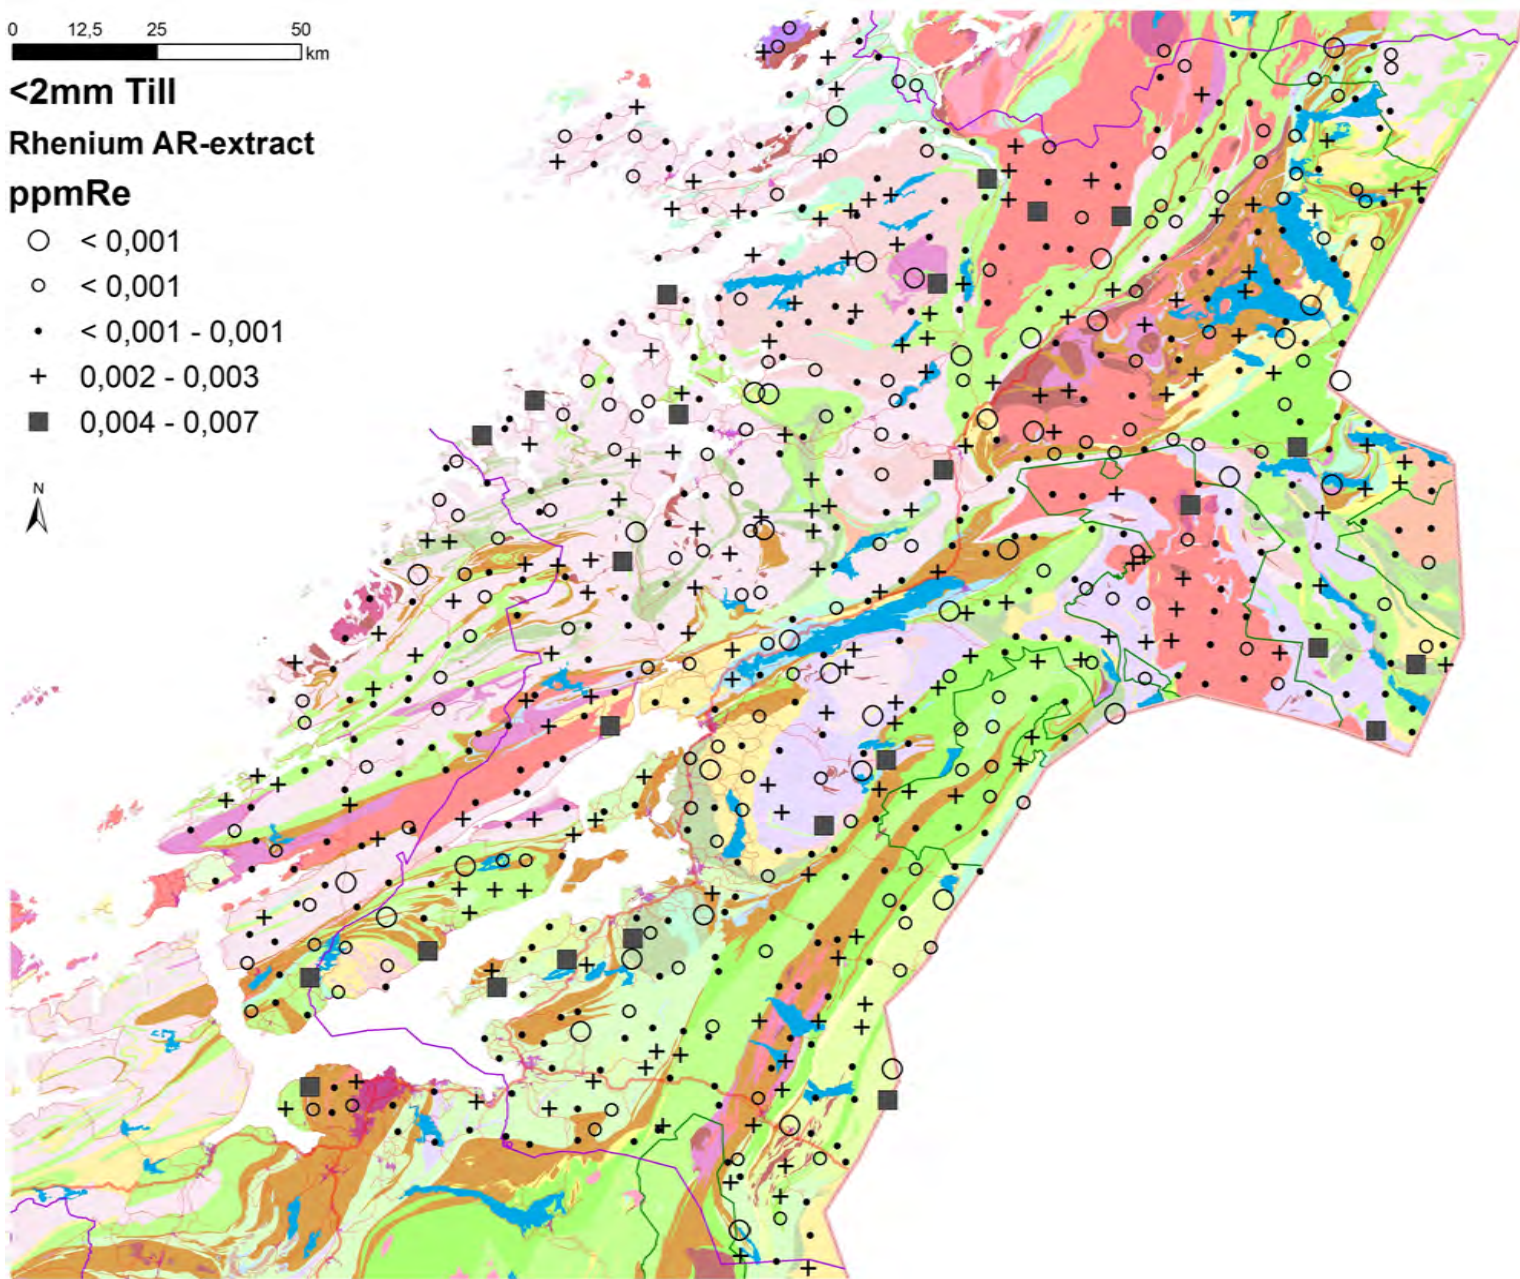 0 12,5 25 50
km
<2mm Till
Rhenium AR-extract
ppmRe
< 0,001
< 0,001
< 0,001 - 0,001
0,002 - 0,003
0,004 - 0,007
N